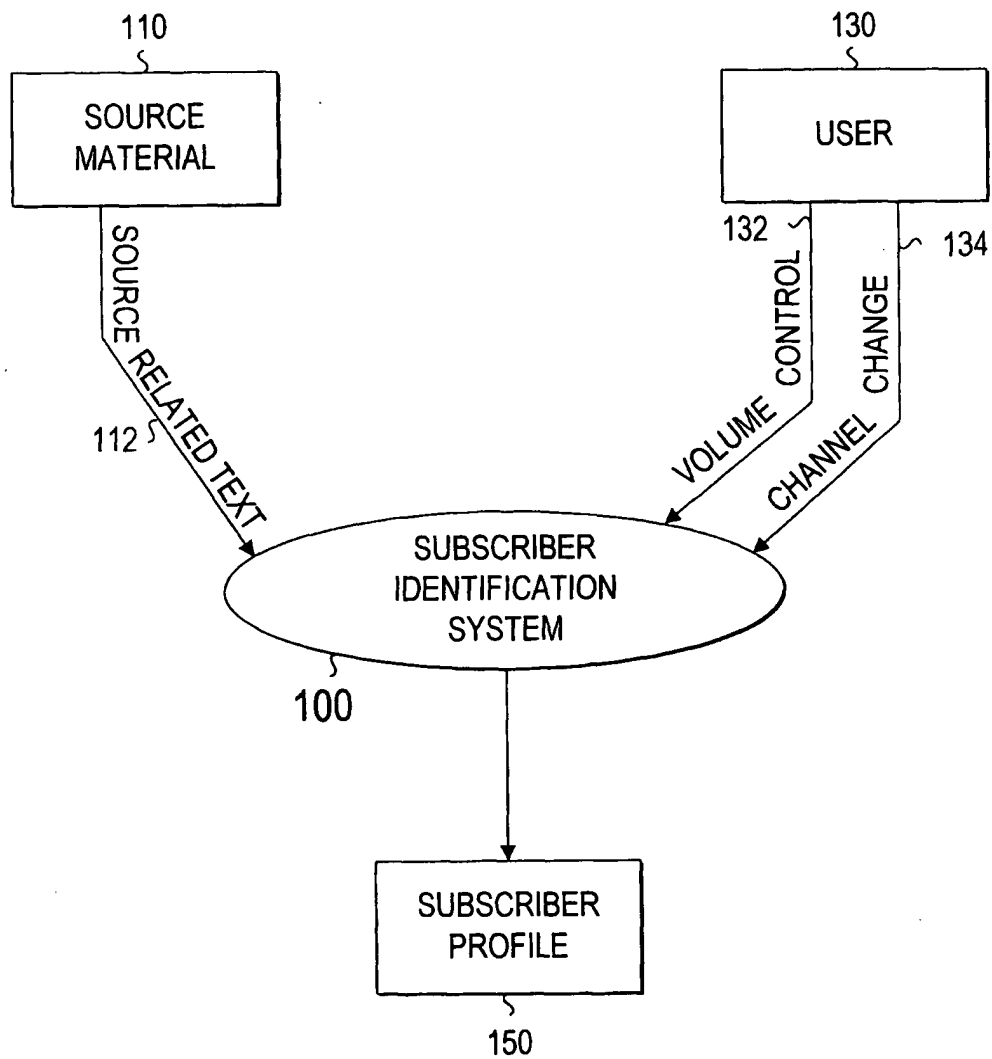 110
SOURCE
MATERIAL
130
USER
SOURCE RELATED TEXT
112
132
VOLUME CONTROL
134
CHANNEL CHANGE
SUBSCRIBER
IDENTIFICATION
SYSTEM
100
SUBSCRIBER
PROFILE
150